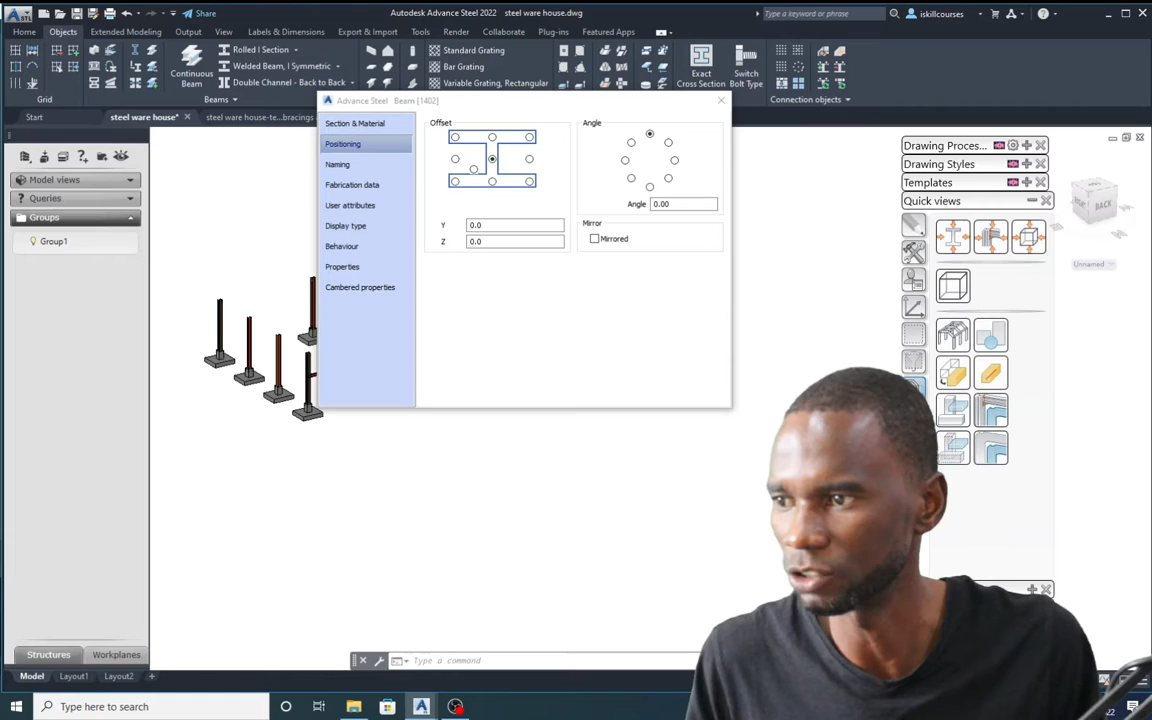 Share
Autodesk Advance Steel 2022 steel ware house.dwg
Type a keyword or phrase
iskillcourses
Home Objects Extended Modeling Output View Labels & Dimensions Export & Import Tools Render Collaborate Plug-ins Featured Apps
Continuous Beam
Rolled I Section
Welded Beam, I Symmetric
Double Channel - Back to Back
Standard Grating
Bar Grating
Variable Grating, Rectangular
Exact Cross Section
Switch Bolt Type
Grid
Beams
Connection objects
Start
steel ware house*
steel ware house-te...bracings
Advance Steel Beam [1402]
Section & Material
Positioning
Naming
Fabrication data
User attributes
Display type
Behaviour
Properties
Cambered properties
Offset
Y 0.0
Z 0.0
Angle
Angle 0.00
Mirror
Mirrored
Model views
Queries
Groups
Group1
Drawing Proces...
Drawing Styles
Templates
Quick views
BACK
Unnamed
Structures
Workplanes
Type a command
Model Layout1 Layout2 +
Type here to search
22